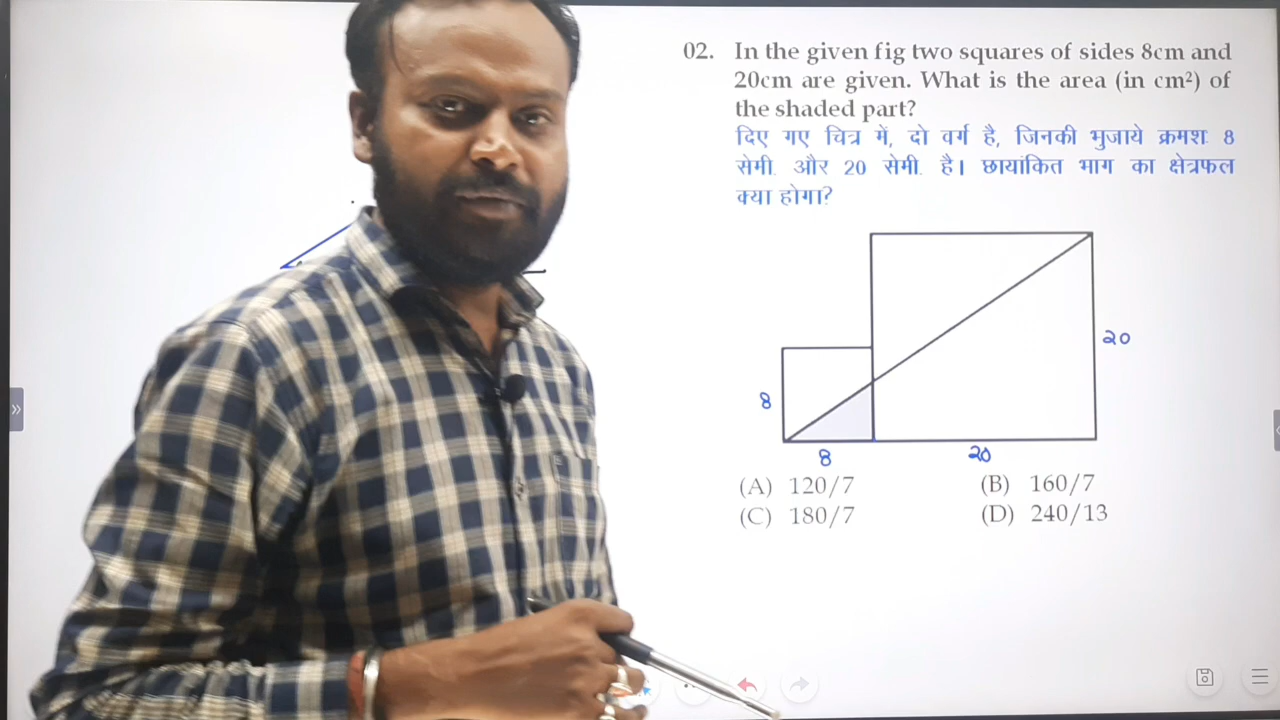 02. In the given fig two squares of sides 8cm and
20cm are given. What is the area (in cm²) of
the shaded part?
दिए गए चित्र में, दो वर्ग है, जिनकी भुजाये क्रमशः 8
सेमी. और 20 सेमी. है। छायांकित भाग का क्षेत्रफल
क्या होगा?
20
8
8 20
(A) 120/7 (B) 160/7
(C) 180/7 (D) 240/13